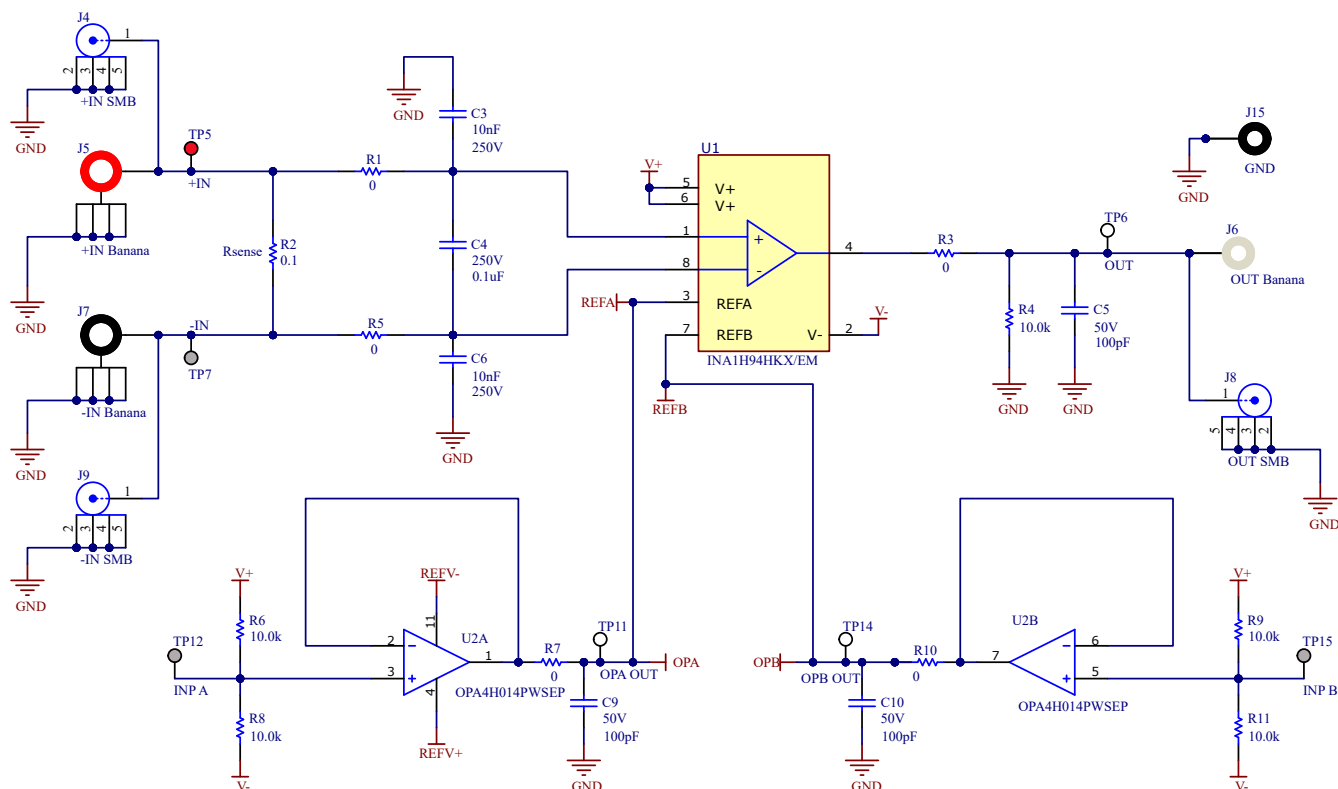 J4
1
2
3
4
5
+IN SMB
GND
J5
TP5
+IN
+IN Banana
GND
R1
0
Rsense
R2
0.1
GND
C3
10nF
250V
C4
250V
0.1uF
J7
-IN
TP7
-IN Banana
GND
R5
0
C6
10nF
250V
GND
J9
1
2
3
4
5
-IN SMB
GND
U1
V+
5
V+
6
V+
1
+
8
-
REFA
3
REFA
7
REFB
V-
2
V-
4
INA1H94HKX/EM
REFB
R3
0
R4
10.0k
GND
C5
50V
100pF
GND
TP6
OUT
J15
GND
GND
J6
OUT Banana
J8
1
5
4
3
2
OUT SMB
GND
V+
R6
10.0k
TP12
INP A
R8
10.0k
V-
REFV-
11
2
-
3
+
4
1
U2A
OPA4H014PWSEP
REFV+
R7
0
TP11
OPA OUT
OPA
C9
50V
100pF
GND
OPB
TP14
OPB OUT
C10
50V
100pF
GND
R10
0
U2B
7
6
-
5
+
OPA4H014PWSEP
V+
R9
10.0k
TP15
INP B
R11
10.0k
V-